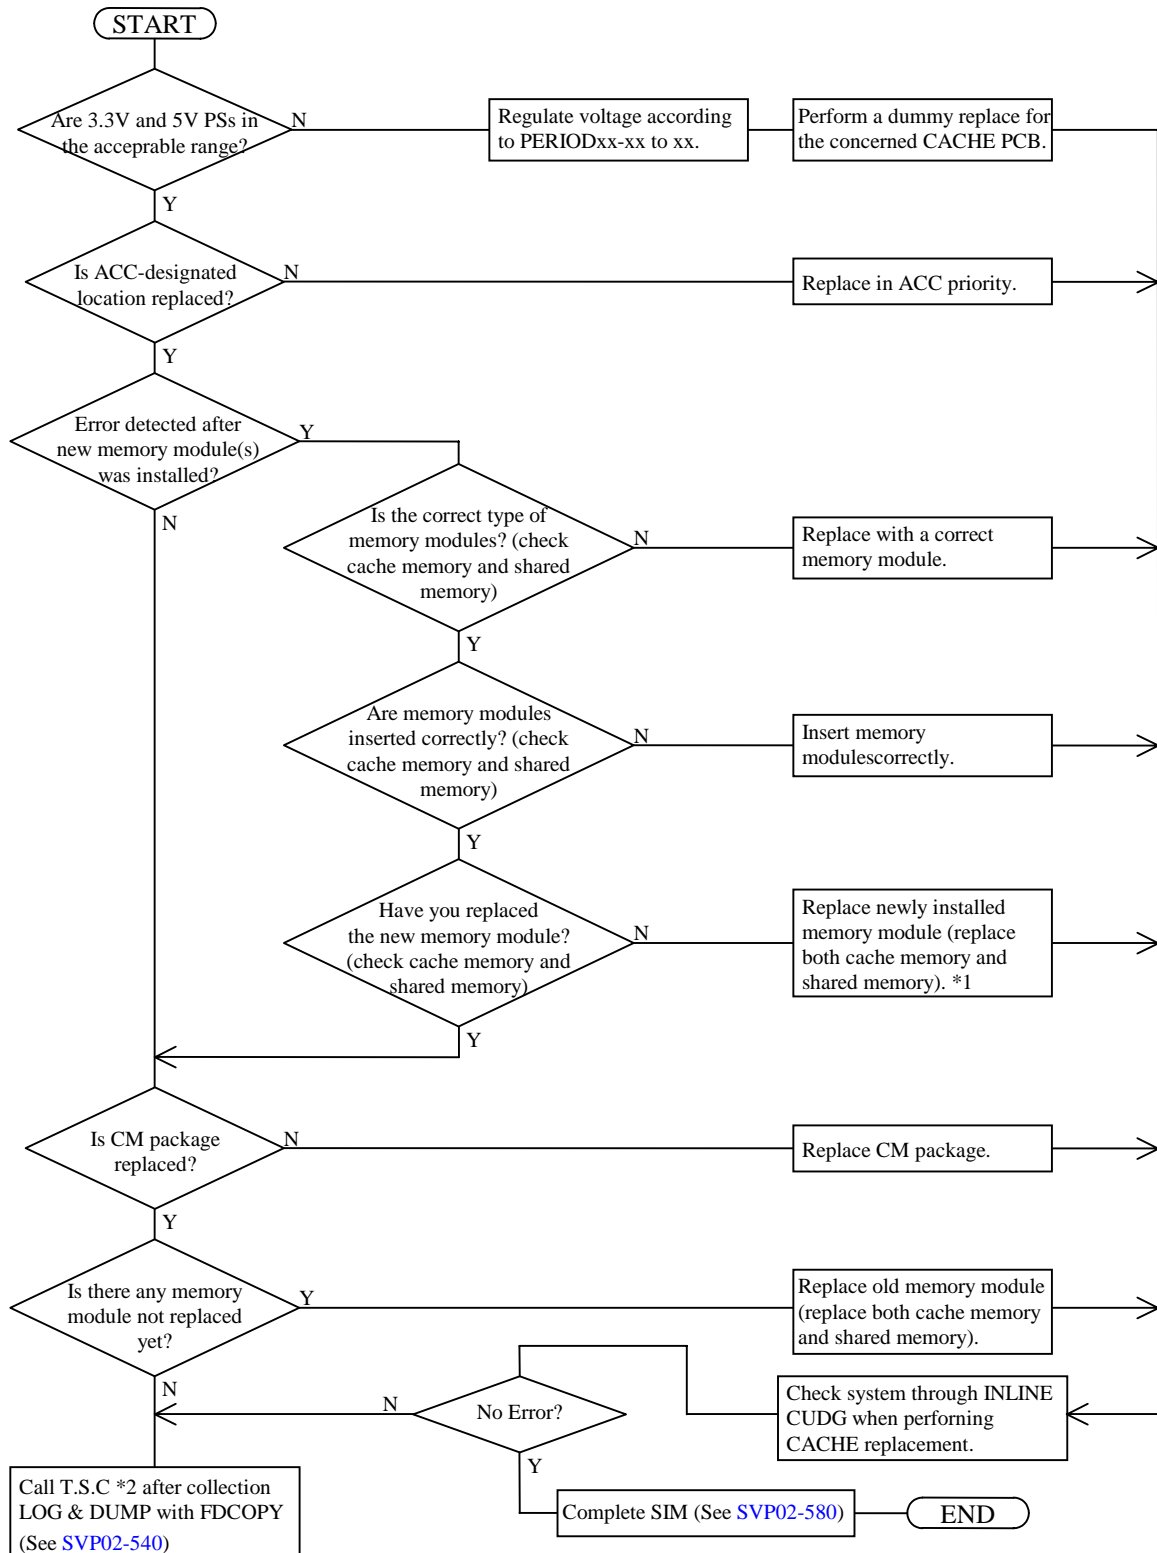 START
Are 3.3V and 5V PSs in
the acceprable range?
N
Regulate voltage according
to PERIODxx-xx to xx.
Perform a dummy replace for
the concerned CACHE PCB.
Y
Is ACC-designated
location replaced?
N
Replace in ACC priority.
Y
Error detected after
new memory module(s)
was installed?
Y
N
Is the correct type of
memory modules? (check
cache memory and shared
memory)
N
Replace with a correct
memory module.
Y
Are memory modules
inserted correctly? (check
cache memory and shared
memory)
N
Insert memory
modulescorrectly.
Y
Have you replaced
the new memory module?
(check cache memory and
shared memory)
N
Replace newly installed
memory module (replace
both cache memory and
shared memory). *1
Y
Is CM package
replaced?
N
Replace CM package.
Y
Is there any memory
module not replaced
yet?
Y
Replace old memory module
(replace both cache memory
and shared memory).
N
N
No Error?
Check system through INLINE
CUDG when perforning
CACHE replacement.
Y
Call T.S.C *2 after collection
LOG & DUMP with FDCOPY
(See SVP02-540)
Complete SIM (See SVP02-580)
END